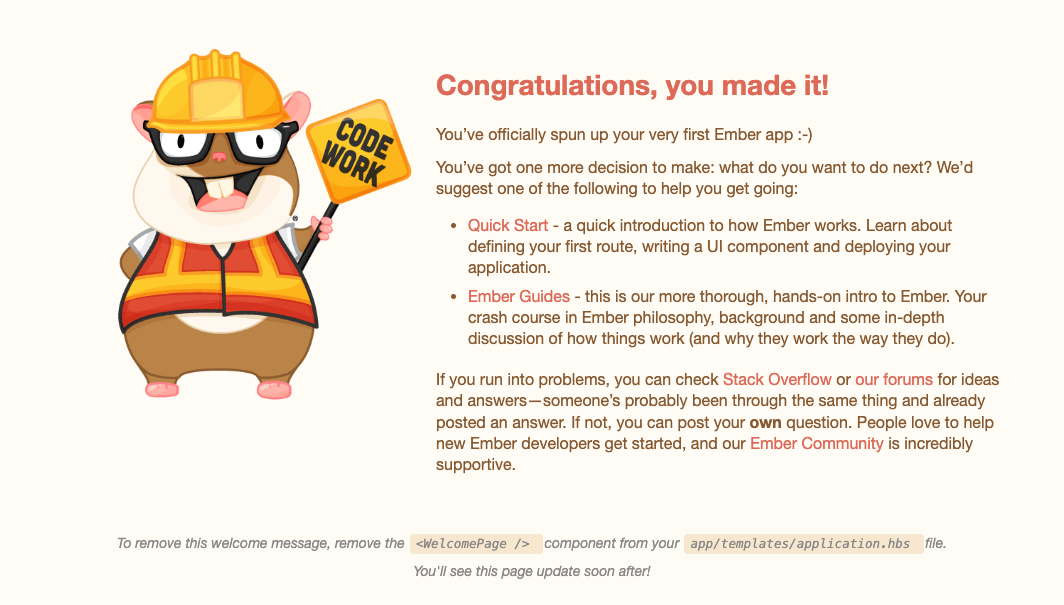 CODE
WORK
Congratulations, you made it!
You’ve officially spun up your very first Ember app :-)
You’ve got one more decision to make: what do you want to do next? We’d
suggest one of the following to help you get going:
• Quick Start - a quick introduction to how Ember works. Learn about
defining your first route, writing a UI component and deploying your
application.
• Ember Guides - this is our more thorough, hands-on intro to Ember. Your
crash course in Ember philosophy, background and some in-depth
discussion of how things work (and why they work the way they do).
If you run into problems, you can check Stack Overflow or our forums for ideas
and answers—someone’s probably been through the same thing and already
posted an answer. If not, you can post your own question. People love to help
new Ember developers get started, and our Ember Community is incredibly
supportive.
To remove this welcome message, remove the <WelcomePage /> component from your app/templates/application.hbs file.
You'll see this page update soon after!